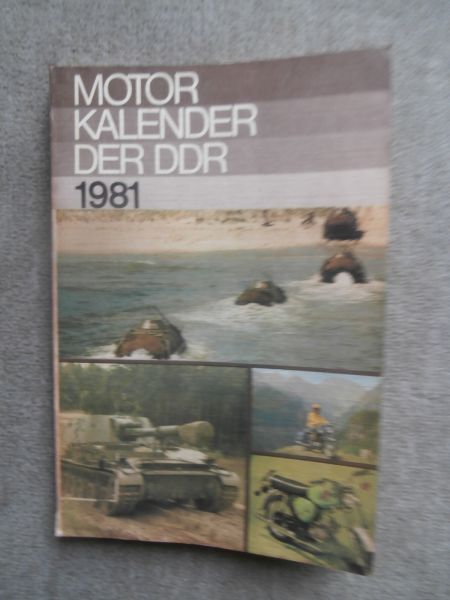 MOTOR
KALENDER
DER DDR
1981